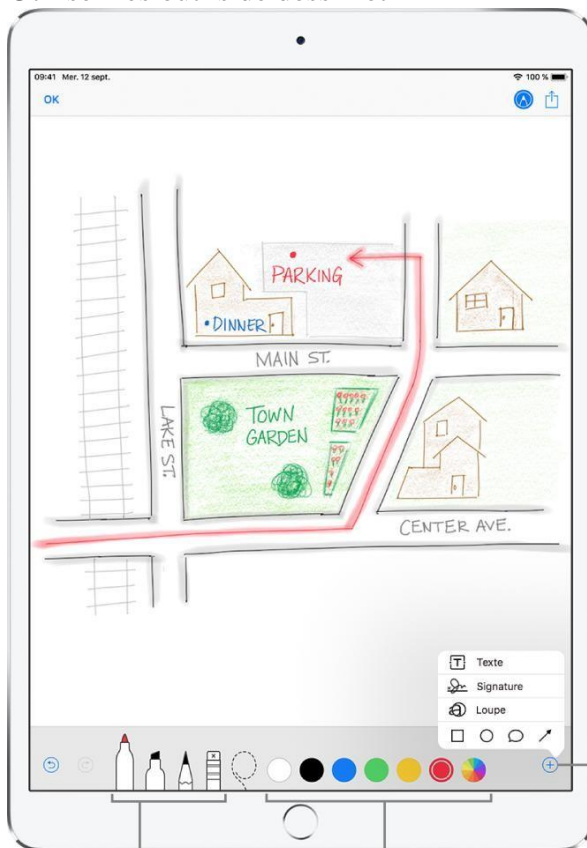 09:41 Mer. 12 sept.
100 %
OK
PARKING
DINNER
MAIN ST.
LAKE ST.
TOWN
GARDEN
CENTER AVE.
Texte
Signature
Loupe